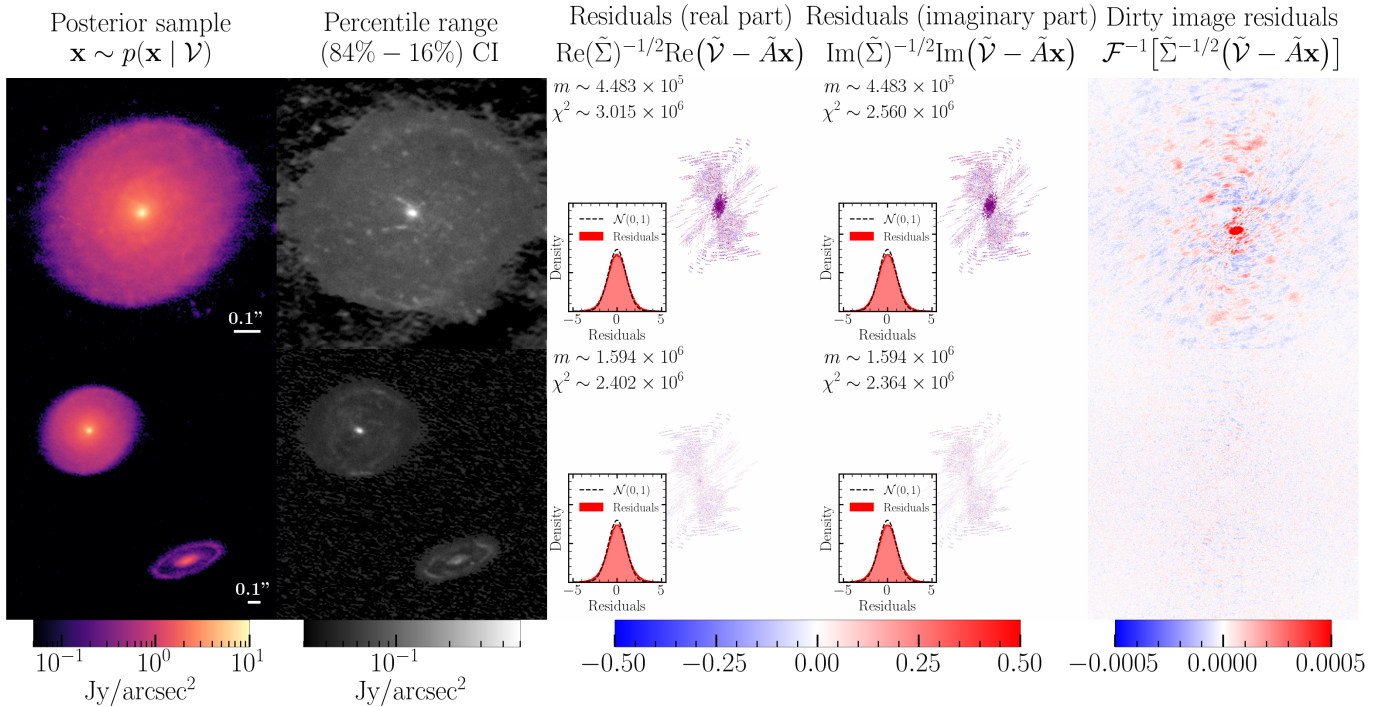 Posterior sample
x ∼ p(x | 𝒱)
Percentile range
(84% − 16%) CI
Residuals (real part)
Re(Σ̃)^{−1/2}Re(𝒱̃ − Ãx)
Residuals (imaginary part)
Im(Σ̃)^{−1/2}Im(𝒱̃ − Ãx)
Dirty image residuals
ℱ^{−1}[Σ̃^{−1/2}(𝒱̃ − Ãx)]
0.1”
m ∼ 4.483 × 10^5
χ^2 ∼ 3.015 × 10^6
𝒩(0, 1)
Residuals
Density
−5 0 5
Residuals
m ∼ 4.483 × 10^5
χ^2 ∼ 2.560 × 10^6
𝒩(0, 1)
Residuals
Density
−5 0 5
Residuals
0.1”
m ∼ 1.594 × 10^6
χ^2 ∼ 2.402 × 10^6
𝒩(0, 1)
Residuals
Density
−5 0 5
Residuals
m ∼ 1.594 × 10^6
χ^2 ∼ 2.364 × 10^6
𝒩(0, 1)
Residuals
Density
−5 0 5
Residuals
10^{−1} 10^0 10^1
Jy/arcsec^2
10^{−1}
Jy/arcsec^2
−0.50 −0.25 0.00 0.25 0.50
−0.0005 0.0000 0.0005